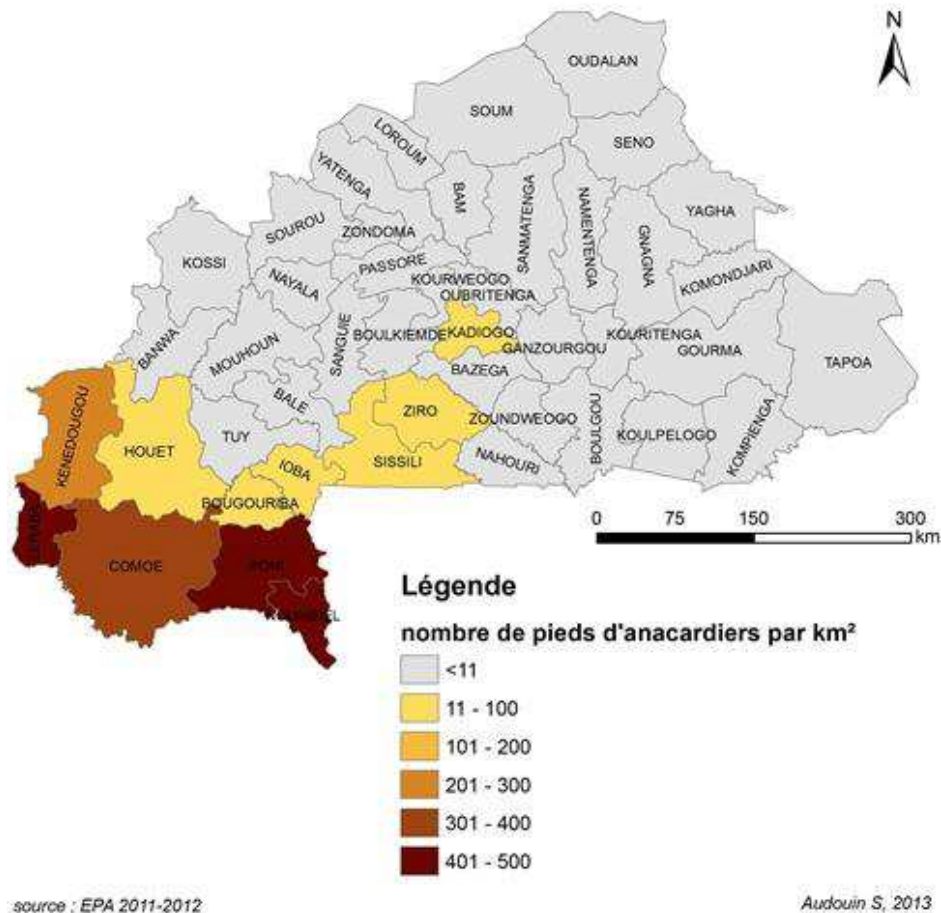 N
OUDALAN
SOUM
LOROUM
SENO
YATENGA
BAM
SANMATENGA
NAMENTENGA
YAGHA
SOUROU
ZONDOMA
GNAGNA
KOSSI
PASSORE
KOMONDJARI
NAYALA
KOURWEOGO
OUBRITENGA
BANWA
MOUHOUN
SANGUIE
BOULKIEMDE
KADIOGO
GANZOURGOU
KOURITENGA
GOURMA
TAPOA
BAZEGA
BALE
KENEDOUGOU
HOUET
TUY
ZIRO
ZOUNDWEOGO
BOULGOU
KOULPELOGO
KOMPIENGA
IOBA
SISSILI
NAHOURI
BOUGOURIBA
COMOE
PONI
0 75 150 300
km
Légende
nombre de pieds d'anacardiers par km²
<11
11 - 100
101 - 200
201 - 300
301 - 400
401 - 500
source : EPA 2011-2012
Audouin S, 2013